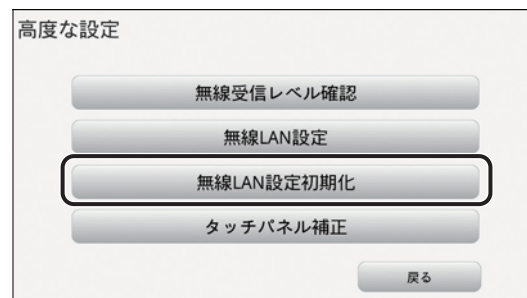 高度な設定
無線受信レベル確認
無線LAN設定
無線LAN設定初期化
タッチパネル補正
戻る